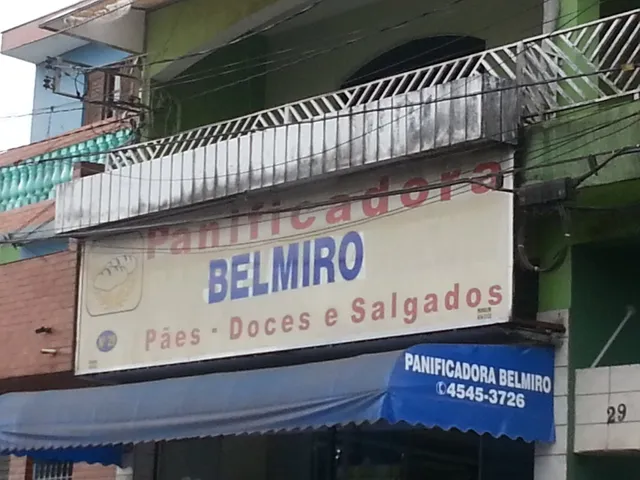 Panificadora
BELMIRO
Pães - Doces e Salgados
PANIFICADORA BELMIRO
4545-3726
29